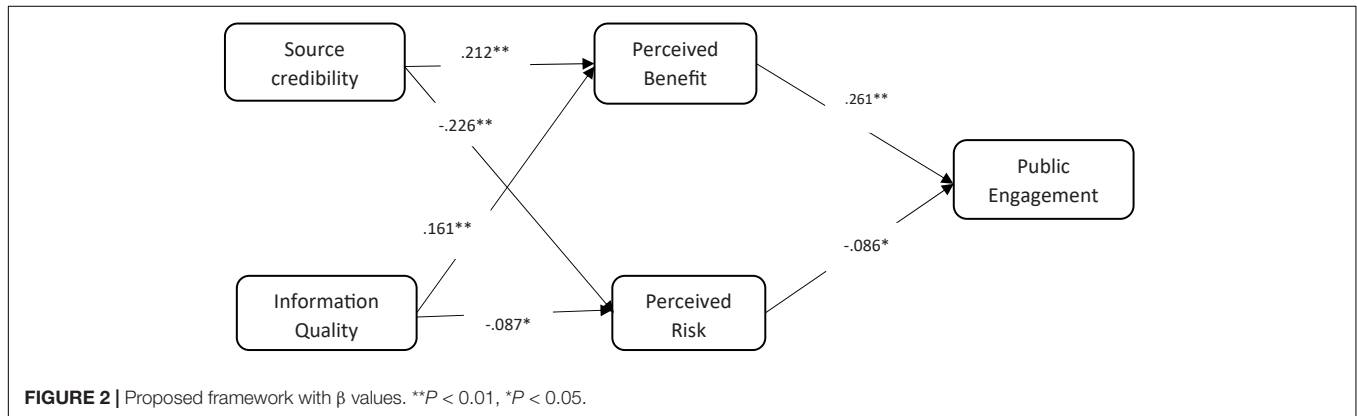 Source
credibility
.212**
Perceived
Benefit
-.226**
.261**
Public
Engagement
.161**
-.086*
Information
Quality
-.087*
Perceived
Risk
FIGURE 2 | Proposed framework with β values. **P < 0.01, *P < 0.05.